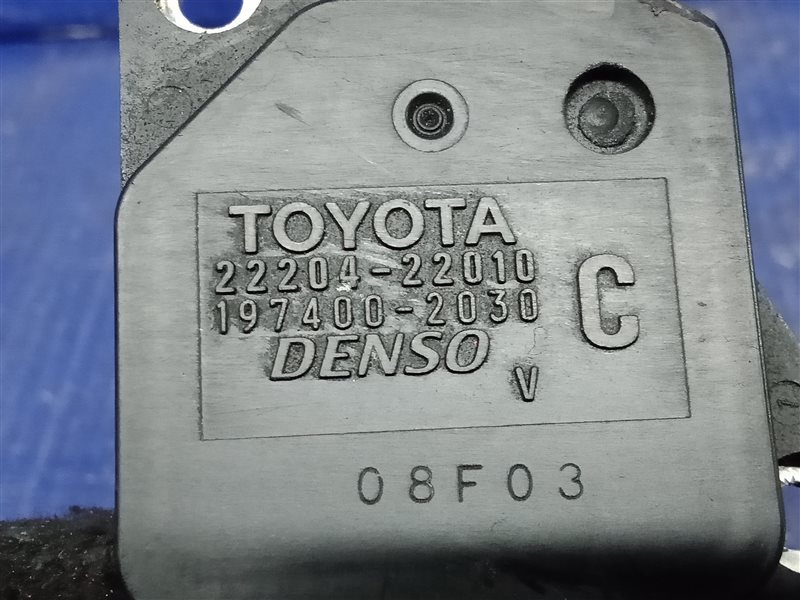 TOYOTA
22204-22010
197400-2030
C
DENSO
V
08F03